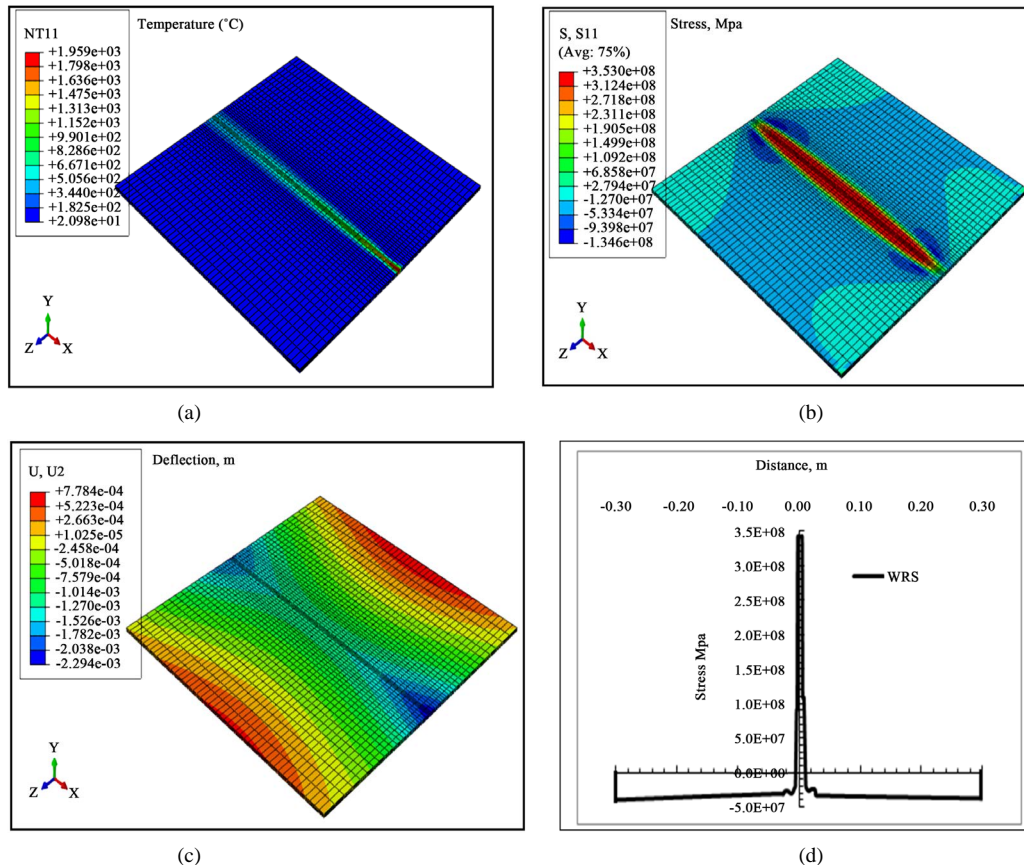 Temperature (°C)
NT11
+1.959e+03
+1.798e+03
+1.636e+03
+1.475e+03
+1.313e+03
+1.152e+03
+9.901e+02
+8.286e+02
+6.671e+02
+5.056e+02
+3.440e+02
+1.825e+02
+2.098e+01
Y
Z X
(a)
Stress, Mpa
S, S11
(Avg: 75%)
+3.530e+08
+3.124e+08
+2.718e+08
+2.311e+08
+1.905e+08
+1.499e+08
+1.092e+08
+6.858e+07
+2.794e+07
-1.270e+07
-5.334e+07
-9.398e+07
-1.346e+08
Y
Z X
(b)
Deflection, m
U, U2
+7.784e-04
+5.223e-04
+2.663e-04
+1.025e-05
-2.458e-04
-5.018e-04
-7.579e-04
-1.014e-03
-1.270e-03
-1.526e-03
-1.782e-03
-2.038e-03
-2.294e-03
Y
Z X
(c)
Distance, m
-0.30 -0.20 -0.10 0.00 0.10 0.20 0.30
3.5E+08
3.0E+08
2.5E+08
2.0E+08
1.5E+08
1.0E+08
5.0E+07
0.0E+00
-5.0E+07
Stress Mpa
WRS
(d)